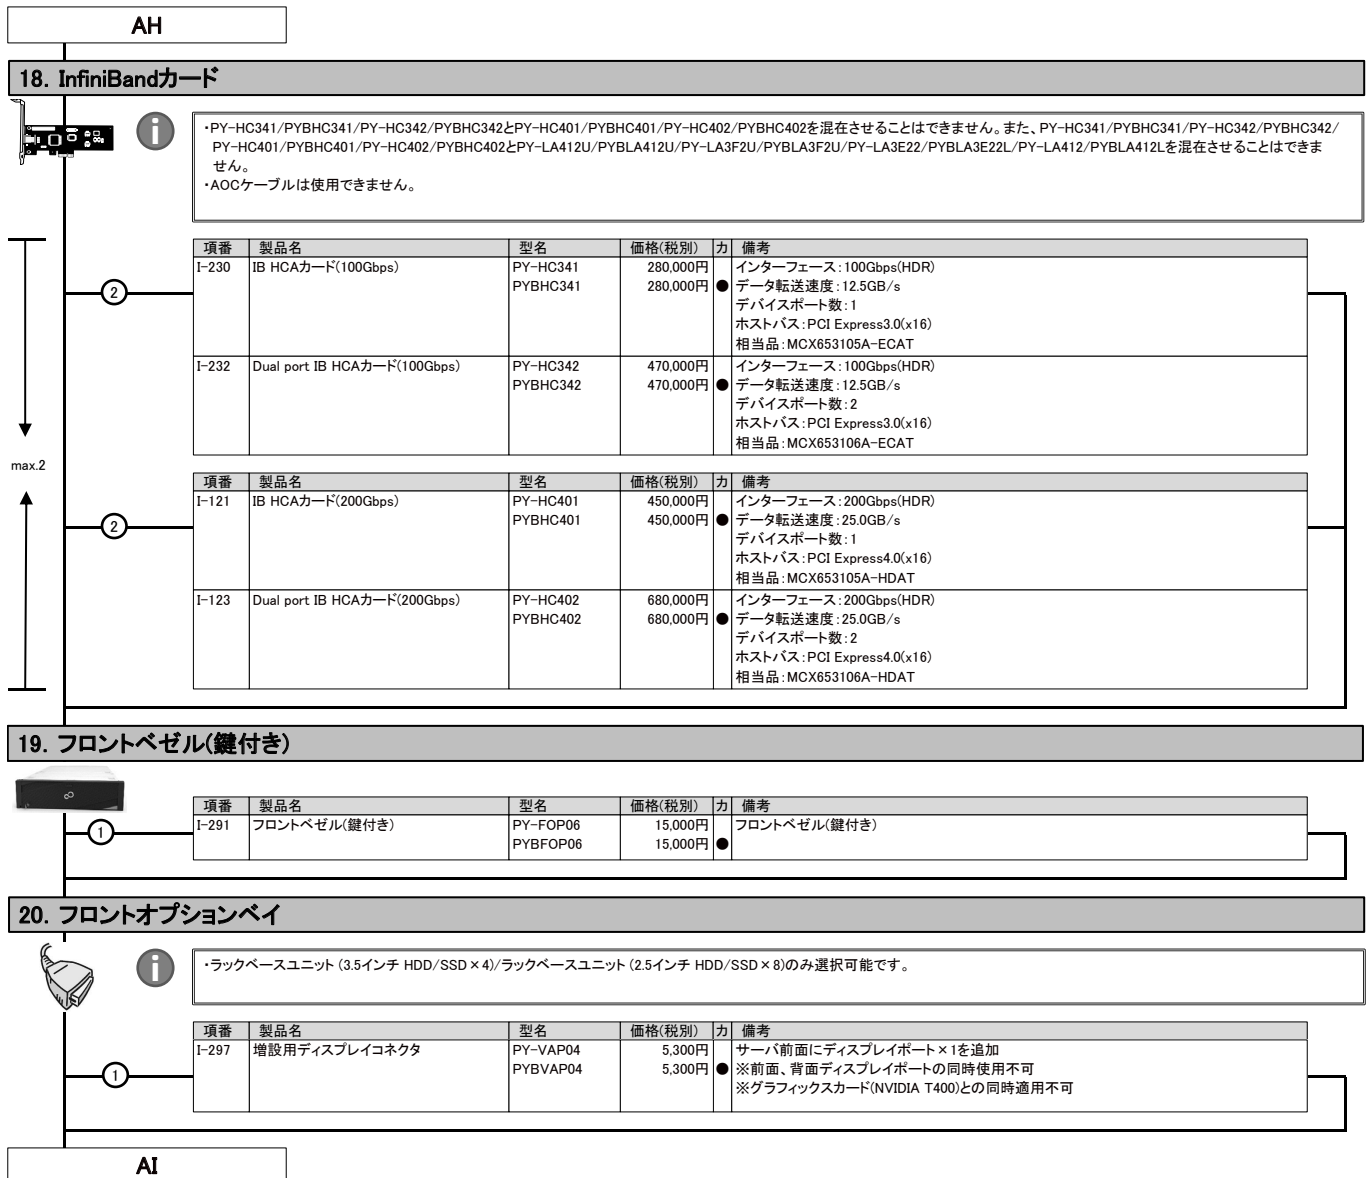 AH
18. InfiniBandカード
・PY-HC341/PYBHC341/PY-HC342/PYBHC342とPY-HC401/PYBHC401/PY-HC402/PYBHC402を混在させることはできません。また、PY-HC341/PYBHC341/PY-HC342/PYBHC342/
PY-HC401/PYBHC401/PY-HC402/PYBHC402とPY-LA412U/PYBLA412U/PY-LA3F2U/PYBLA3F2U/PY-LA3E22/PYBLA3E22L/PY-LA412/PYBLA412Lを混在させることはできま
せん。
・AOCケーブルは使用できません。
項番 製品名 型名 価格(税別) カ 備考
I-230 IB HCAカード(100Gbps) PY-HC341 280,000円 インターフェース:100Gbps(HDR)
PYBHC341 280,000円 ● データ転送速度:12.5GB/s
デバイスポート数:1
ホストバス:PCI Express3.0(x16)
相当品:MCX653105A-ECAT
I-232 Dual port IB HCAカード(100Gbps) PY-HC342 470,000円 インターフェース:100Gbps(HDR)
PYBHC342 470,000円 ● データ転送速度:12.5GB/s
デバイスポート数:2
ホストバス:PCI Express3.0(x16)
相当品:MCX653106A-ECAT
2
max.2
項番 製品名 型名 価格(税別) カ 備考
I-121 IB HCAカード(200Gbps) PY-HC401 450,000円 インターフェース:200Gbps(HDR)
PYBHC401 450,000円 ● データ転送速度:25.0GB/s
デバイスポート数:1
ホストバス:PCI Express4.0(x16)
相当品:MCX653105A-HDAT
I-123 Dual port IB HCAカード(200Gbps) PY-HC402 680,000円 インターフェース:200Gbps(HDR)
PYBHC402 680,000円 ● データ転送速度:25.0GB/s
デバイスポート数:2
ホストバス:PCI Express4.0(x16)
相当品:MCX653106A-HDAT
2
19. フロントベゼル(鍵付き)
項番 製品名 型名 価格(税別) カ 備考
I-291 フロントベゼル(鍵付き) PY-FOP06 15,000円 フロントベゼル(鍵付き)
PYBFOP06 15,000円 ●
1
20. フロントオプションベイ
・ラックベースユニット (3.5インチ HDD/SSD×4)/ラックベースユニット (2.5インチ HDD/SSD×8)のみ選択可能です。
項番 製品名 型名 価格(税別) カ 備考
I-297 増設用ディスプレイコネクタ PY-VAP04 5,300円 サーバ前面にディスプレイポート×1を追加
PYBVAP04 5,300円 ● ※前面、背面ディスプレイポートの同時使用不可
※グラフィックスカード(NVIDIA T400)との同時適用不可
1
AI